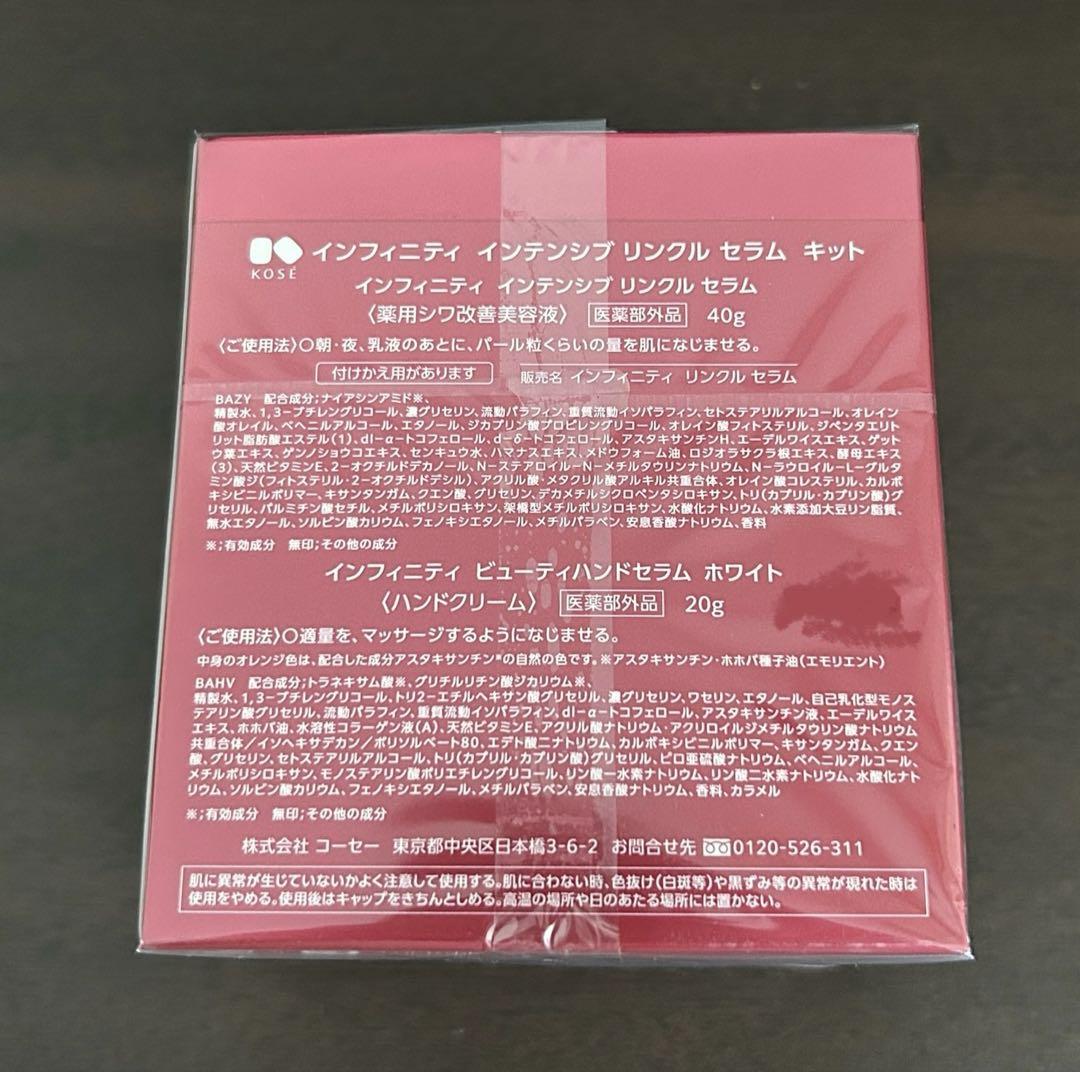 KOSÉ
インフィニティ インテンシブ リンクル セラム キット
インフィニティ インテンシブ リンクル セラム
〈薬用シワ改善美容液〉 医薬部外品 40g
〈ご使用法〉○朝・夜、乳液のあとに、パール粒くらいの量を肌になじませる。
付けかえ用があります 販売名 インフィニティ リンクル セラム
BAZY 配合成分;ナイアシンアミド※、
精製水、1,3-ブチレングリコール、濃グリセリン、流動パラフィン、重質流動イソパラフィン、セトステアリルアルコール、オレイン
酸オレイル、ベヘニルアルコール、エタノール、ジカプリン酸プロピレングリコール、オレイン酸フィトステリル、ジペンタエリト
リット脂肪酸エステル(1)、dl-α-トコフェロール、d-δ-トコフェロール、アスタキサンチンH、エーデルワイスエキス、ゲット
ウ葉エキス、ゲンノショウコエキス、センキュウ水、ハマナスエキス、メドウフォーム油、ロジオラサクラ根エキス、酵母エキス
(3)、天然ビタミンE、2-オクチルドデカノール、N-ステアロイル-N-メチルタウリンナトリウム、N-ラウロイル-L-グルタ
ミン酸ジ(フィトステリル・2-オクチルドデシル)、アクリル酸・メタクリル酸アルキル共重合体、オレイン酸コレステリル、カルボ
キシビニルポリマー、キサンタンガム、クエン酸、グリセリン、デカメチルシクロペンタシロキサン、トリ(カプリル・カプリン酸)グ
リセリル、パルミチン酸セチル、メチルポリシロキサン、架橋型メチルポリシロキサン、水酸化ナトリウム、水素添加大豆リン脂質、
無水エタノール、ソルビン酸カリウム、フェノキシエタノール、メチルパラベン、安息香酸ナトリウム、香料
※;有効成分 無印;その他の成分
インフィニティ ビューティハンドセラム ホワイト
〈ハンドクリーム〉 医薬部外品 20g
〈ご使用法〉○適量を、マッサージするようになじませる。
中身のオレンジ色は、配合した成分アスタキサンチン※の自然の色です。※アスタキサンチン・ホホバ種子油(エモリエント)
BAHV 配合成分;トラネキサム酸※、グリチルリチン酸ジカリウム※、
精製水、1,3-ブチレングリコール、トリ2-エチルヘキサン酸グリセリル、濃グリセリン、ワセリン、エタノール、自己乳化型モノス
テアリン酸グリセリル、流動パラフィン、重質流動イソパラフィン、dl-α-トコフェロール、アスタキサンチン液、エーデルワイス
エキス、ホホバ油、水溶性コラーゲン液(A)、天然ビタミンE、アクリル酸ナトリウム・アクリロイルジメチルタウリン酸ナトリウム
共重合体/イソヘキサデカン/ポリソルベート80、エデト酸二ナトリウム、カルボキシビニルポリマー、キサンタンガム、クエン
酸、グリセリン、セトステアリルアルコール、トリ(カプリル・カプリン酸)グリセリル、ピロ亜硫酸ナトリウム、ベヘニルアルコール、
メチルポリシロキサン、モノステアリン酸ポリエチレングリコール、リン酸一水素ナトリウム、リン酸二水素ナトリウム、水酸化ナト
リウム、ソルビン酸カリウム、フェノキシエタノール、メチルパラベン、安息香酸ナトリウム、香料、カラメル
※;有効成分 無印;その他の成分
株式会社 コーセー 東京都中央区日本橋3-6-2 お問合せ先 0120-526-311
肌に異常が生じていないかよく注意して使用する。肌に合わない時、色抜け(白斑等)や黒ずみ等の異常が現れた時は
使用をやめる。使用後はキャップをきちんとしめる。高温の場所や日のあたる場所には置かない。